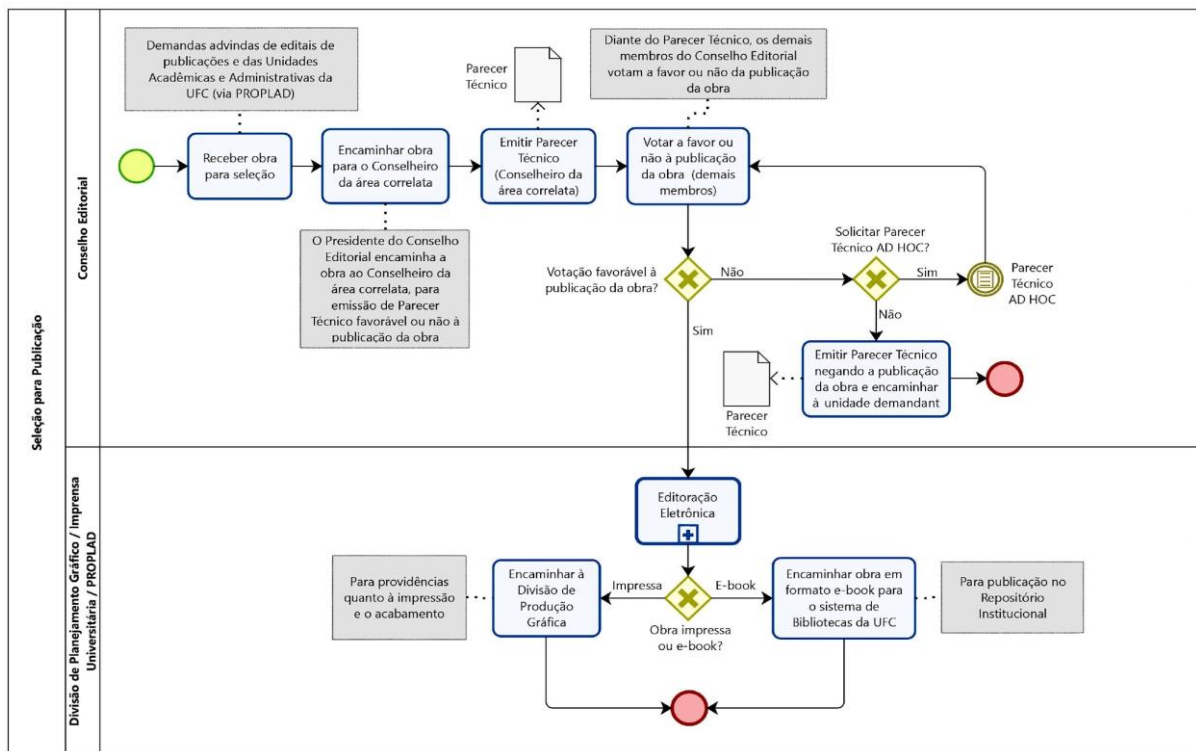 Seleção para Publicação
Conselho Editorial
Demandas advindas de editais de
publicações e das Unidades
Acadêmicas e Administrativas da
UFC (via PROPLAD)
Parecer
Técnico
Diante do Parecer Técnico, os demais
membros do Conselho Editorial
votam a favor ou não da publicação
da obra
Receber obra
para seleção
Encaminhar obra
para o Conselheiro
da área correlata
Emitir Parecer
Técnico
(Conselheiro da
área correlata)
Votar a favor ou
não à publicação
da obra (demais
membros)
O Presidente do Conselho
Editorial encaminha a
obra ao Conselheiro da
área correlata, para
emissão de Parecer
Técnico favorável ou não à
publicação da obra
Votação favorável à
publicação da obra?
Não
Solicitar Parecer
Técnico AD HOC?
Sim
Parecer
Técnico
AD HOC
Sim
Não
Emitir Parecer Técnico
negando a publicação
da obra e encaminhar
à unidade demandant
Parecer
Técnico
Divisão de Planejamento Gráfico / Imprensa
Universitária / PROPLAD
Editoração
Eletrônica
Para providências
quanto à impressão
e o acabamento
Encaminhar à
Divisão de
Produção
Gráfica
Impressa
E-book
Obra impressa
ou e-book?
Encaminhar obra em
formato e-book para
o sistema de
Bibliotecas da UFC
Para publicação no
Repositório
Institucional